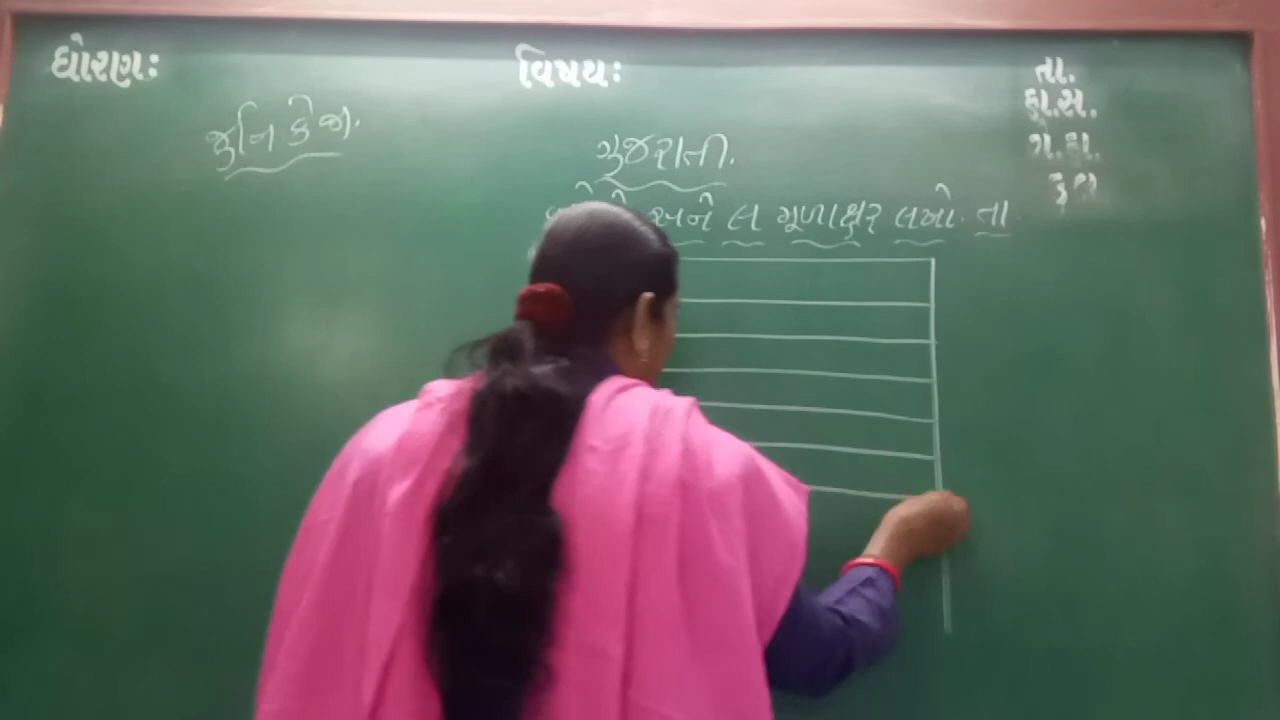 ધોરણ: વિષય: તા.
હા.સ.
ગે.હા.
કુલ
જુનિ કેજી.
ગુજરાતી.
અને લ ગૂળાક્ષર લખો. તા